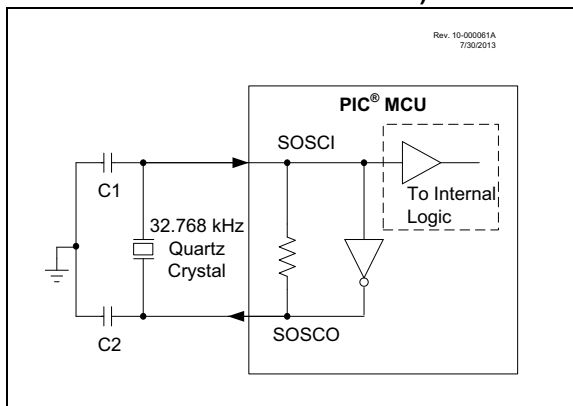 Rev. 10-000061A
7/30/2013
PIC® MCU
SOSCI
C1
To Internal
Logic
32.768 kHz
Quartz
Crystal
SOSCO
C2